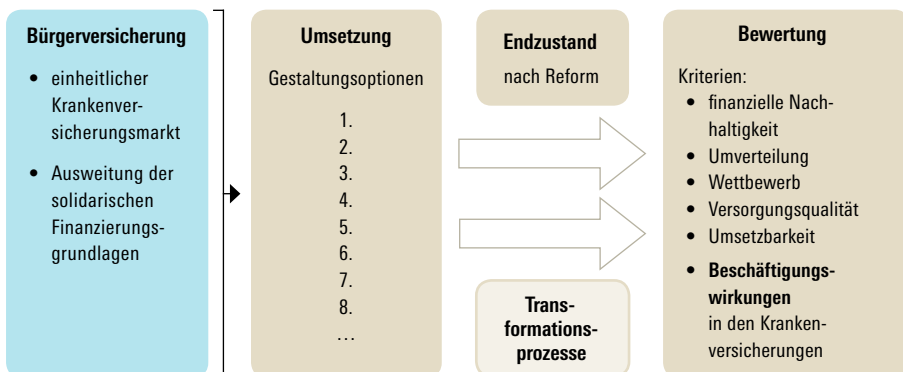 Bürgerversicherung
• einheitlicher
Krankenver-
sicherungsmarkt
• Ausweitung der
solidarischen
Finanzierungs-
grundlagen
Umsetzung
Gestaltungsoptionen
1.
2.
3.
4.
5.
6.
7.
8.
...
Endzustand
nach Reform
Trans-
formations-
prozesse
Bewertung
Kriterien:
• finanzielle Nach-
haltigkeit
• Umverteilung
• Wettbewerb
• Versorgungsqualität
• Umsetzbarkeit
• Beschäftigungs-
wirkungen
in den Kranken-
versicherungen